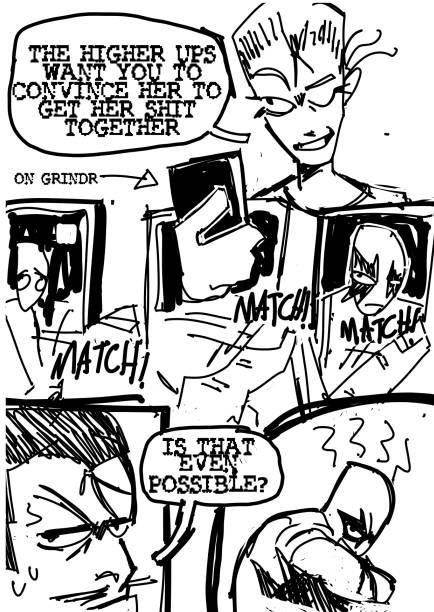 THE HIGHER UPS
WANT YOU TO
CONVINCE HER TO
GET HER SHIT
TOGETHER
ON GRINDR
MATCH!
MATCH!
MATCH!
IS THAT
EVEN
POSSIBLE?